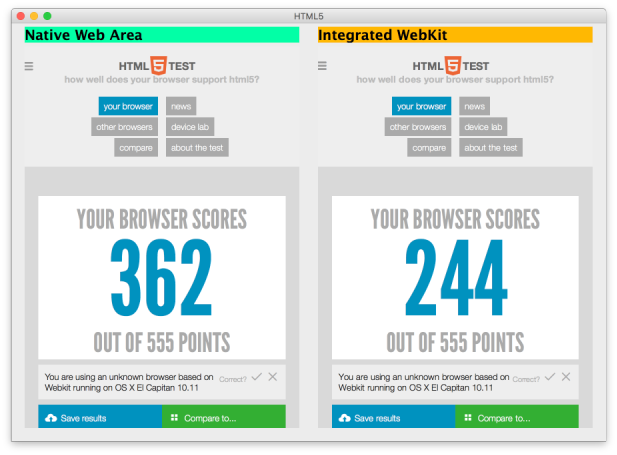 HTML5
Native Web Area
HTML 5 TEST
how well does your browser support html5?
your browser
news
other browsers
device lab
compare
about the test
YOUR BROWSER SCORES
362
OUT OF 555 POINTS
You are using an unknown browser based on
Webkit running on OS X El Capitan 10.11
Correct?
Save results
Compare to...
Integrated WebKit
HTML 5 TEST
how well does your browser support html5?
your browser
news
other browsers
device lab
compare
about the test
YOUR BROWSER SCORES
244
OUT OF 555 POINTS
You are using an unknown browser based on
Webkit running on OS X El Capitan 10.11
Correct?
Save results
Compare to...